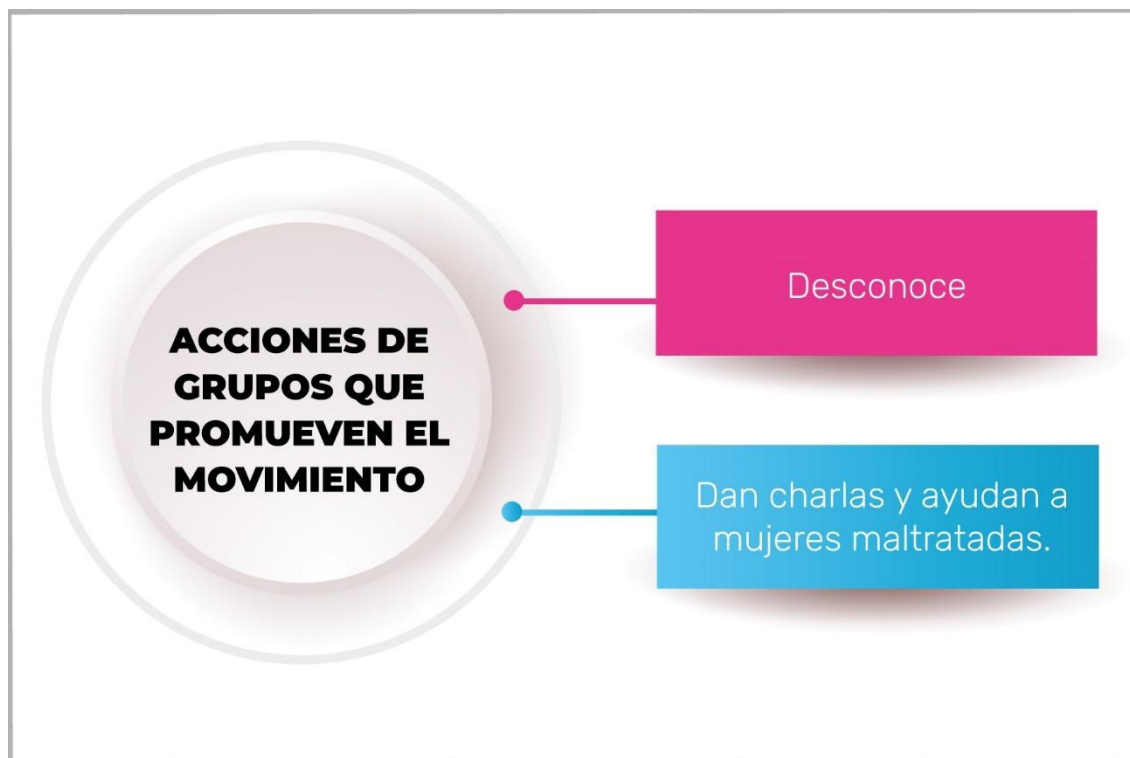 ACCIONES DE
GRUPOS QUE
PROMUEVEN EL
MOVIMIENTO
Desconoce
Dan charlas y ayudan a
mujeres maltratadas.